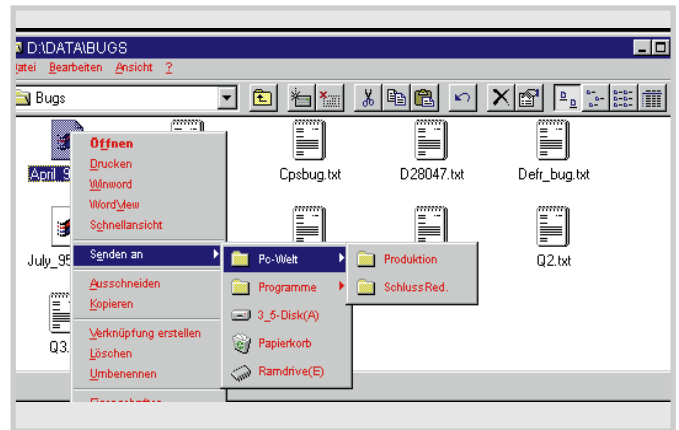 D:\DATA\BUGS
Datei Bearbeiten Ansicht ?
Bugs
April_9
Cpsbug.txt
D28047.txt
Defr_bug.txt
July_95
Q2.txt
Q3.
Öffnen
Drucken
Winword
WordView
Schnellansicht
Senden an
Ausschneiden
Kopieren
Verknüpfung erstellen
Löschen
Umbenennen
Pc-Welt
Programme
3_5-Disk(A)
Papierkorb
Ramdrive(E)
Produktion
SchlussRed.